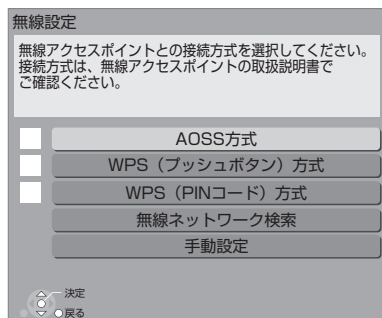 無線設定
無線アクセスポイントとの接続方式を選択してください。
接続方式は、無線アクセスポイントの取扱説明書で
ご確認ください。
AOSS方式
WPS（プッシュボタン）方式
WPS（PINコード）方式
無線ネットワーク検索
手動設定
決定
戻る